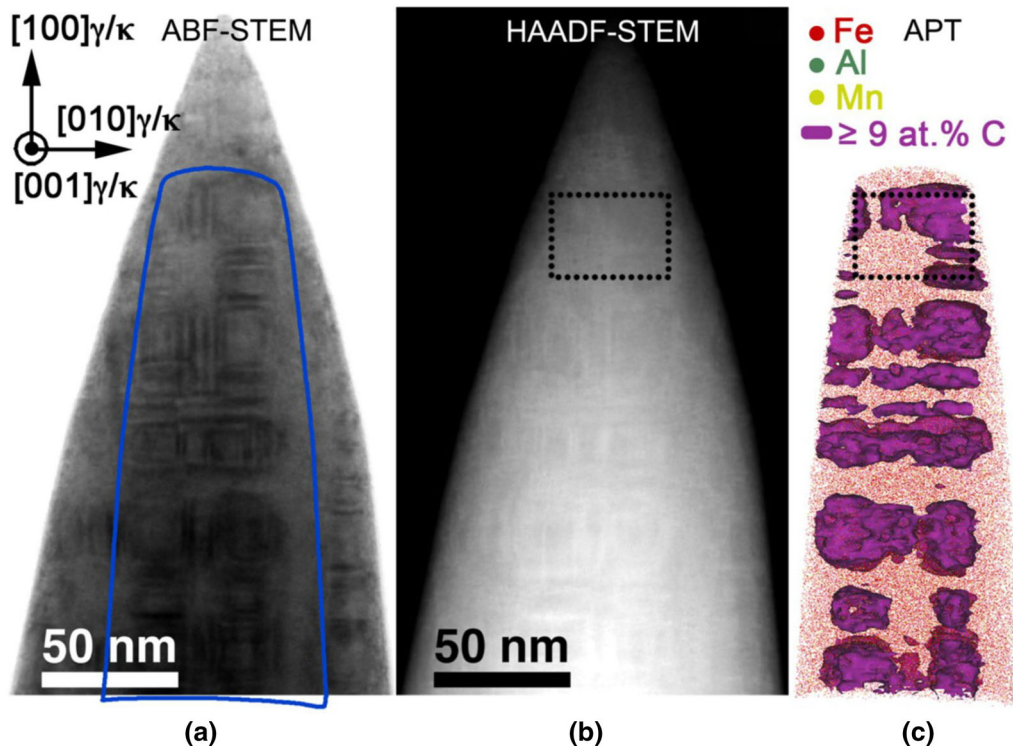 [100]γ/κ
ABF-STEM
[010]γ/κ
[001]γ/κ
50 nm
(a)
HAADF-STEM
50 nm
(b)
Fe APT
Al
Mn
≥ 9 at.% C
(c)